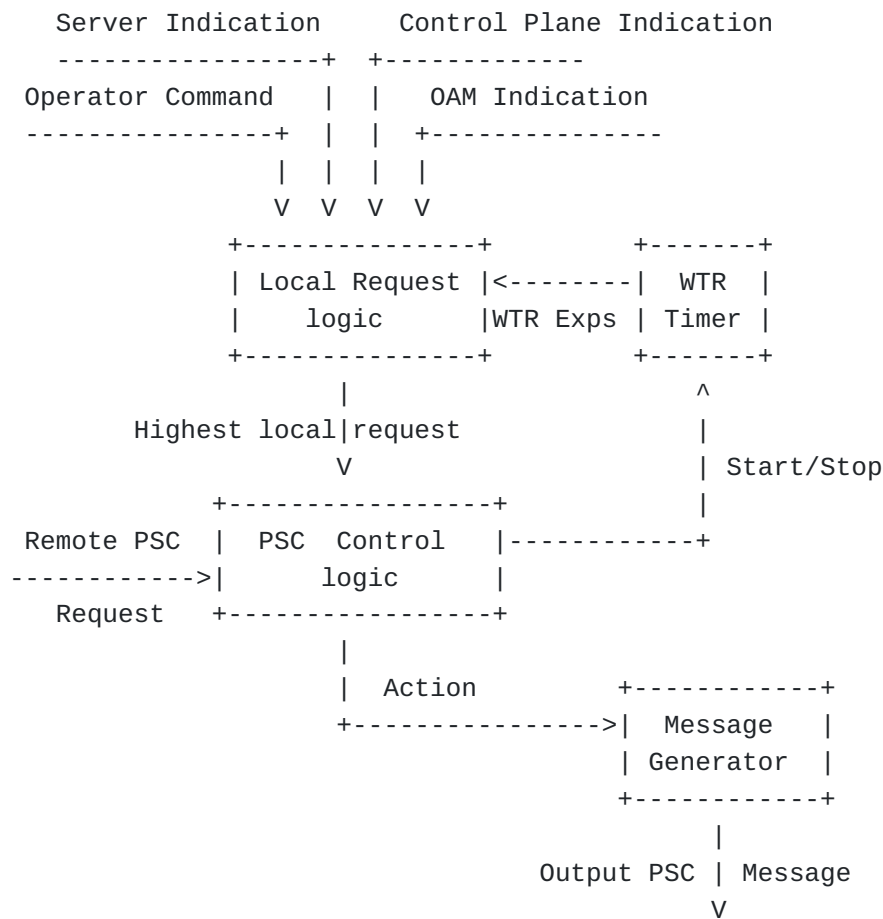 Server Indication     Control Plane Indication
-----------------+  +-------------
Operator Command   |  |   OAM Indication
----------------+  |  |  +---------------
|  |  |  |
V  V  V  V
+---------------+         +-------+
| Local Request |<--------|  WTR  |
|     logic     |WTR Exps | Timer |
+---------------+         +-------+
|                      ^
Highest local|request               |
V                      | Start/Stop
+-----------------+            |
Remote PSC  |  PSC  Control   |------------+
------------>|      logic      |
Request   +-----------------+
|
|  Action         +------------+
+---------------->|  Message   |
| Generator  |
+------------+
|
Output PSC | Message
V